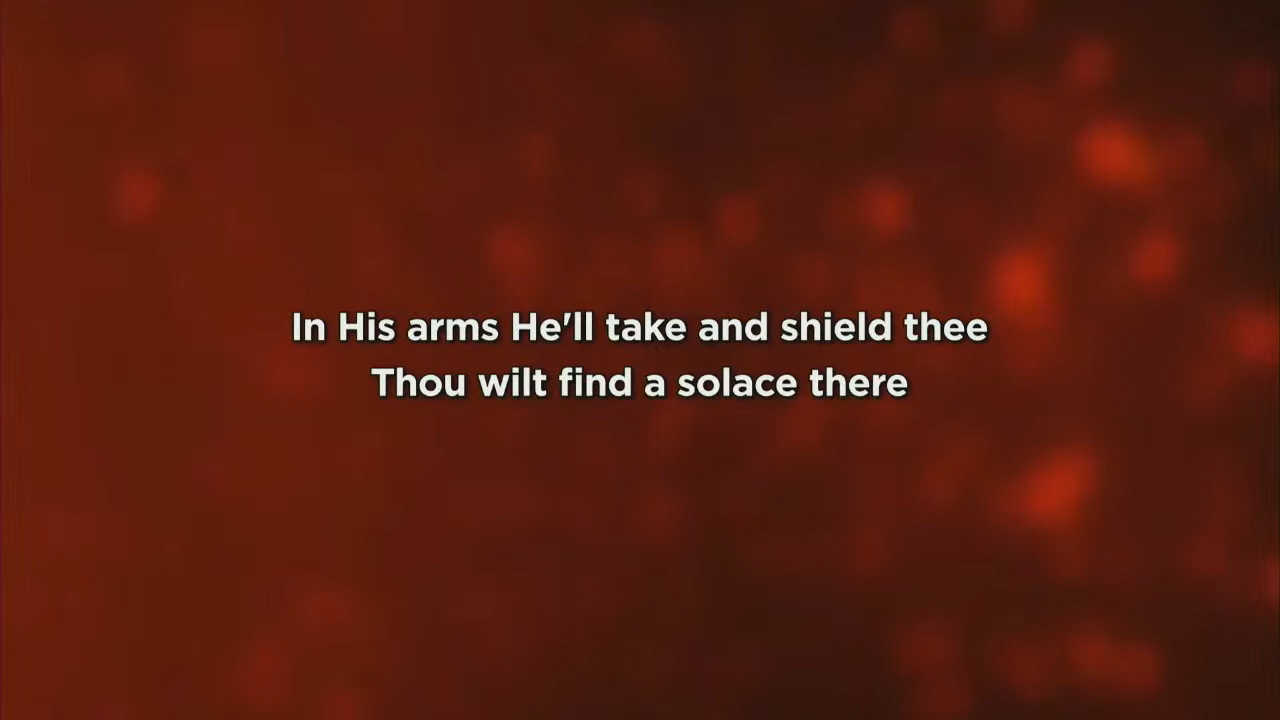 In His arms He'll take and shield thee
Thou wilt find a solace there